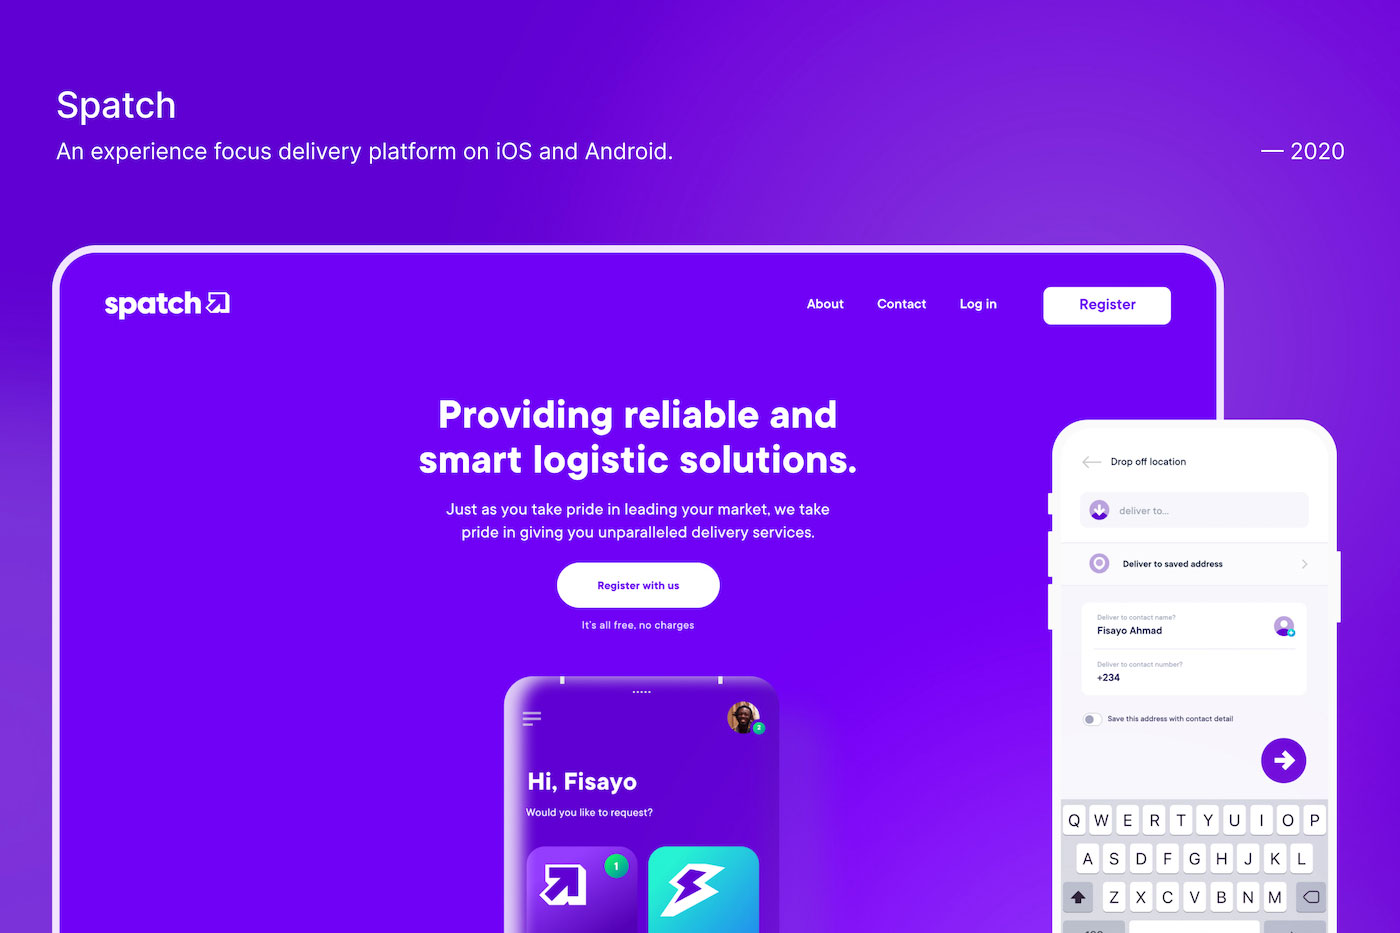 Spatch
An experience focus delivery platform on iOS and Android.
— 2020
spatch
About
Contact
Log in
Register
Providing reliable and
smart logistic solutions.
Just as you take pride in leading your market, we take
pride in giving you unparalleled delivery services.
Register with us
It's all free, no charges
Hi, Fisayo
Would you like to request?
2
1
Drop off location
deliver to...
Deliver to saved address
Deliver to contact name?
Fisayo Ahmad
Deliver to contact number?
+234
Save this address with contact detail
Q W E R T Y U I O P
A S D F G H J K L
Z X C V B N M